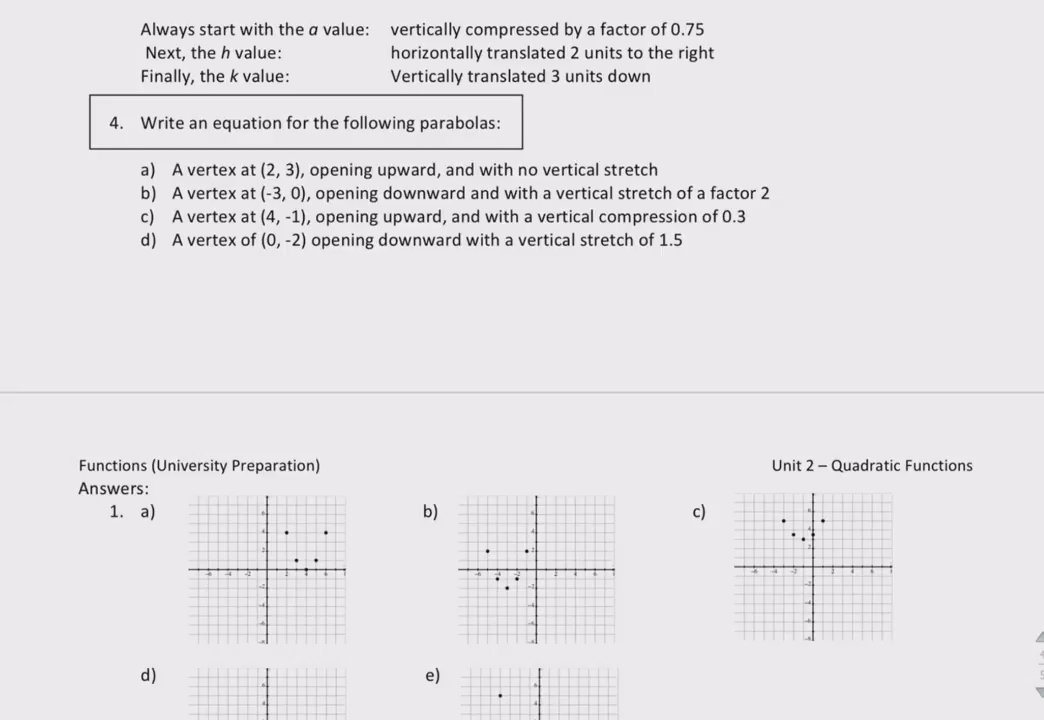 Always start with the a value: vertically compressed by a factor of 0.75
Next, the h value: horizontally translated 2 units to the right
Finally, the k value: Vertically translated 3 units down
4. Write an equation for the following parabolas:
a) A vertex at (2, 3), opening upward, and with no vertical stretch
b) A vertex at (-3, 0), opening downward and with a vertical stretch of a factor 2
c) A vertex at (4, -1), opening upward, and with a vertical compression of 0.3
d) A vertex of (0, -2) opening downward with a vertical stretch of 1.5
Functions (University Preparation) Unit 2 – Quadratic Functions
Answers:
1. a) b) c)
d) e)